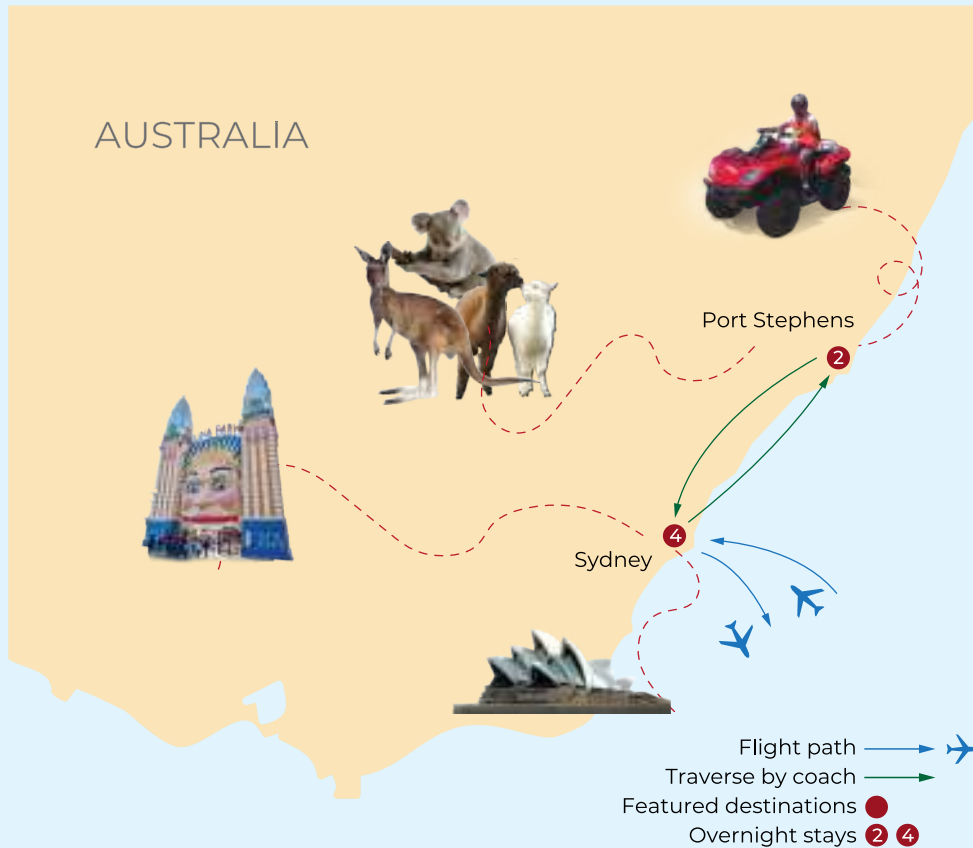 AUSTRALIA
Port Stephens
2
4
Sydney
Flight path
Traverse by coach
Featured destinations
Overnight stays 2 4